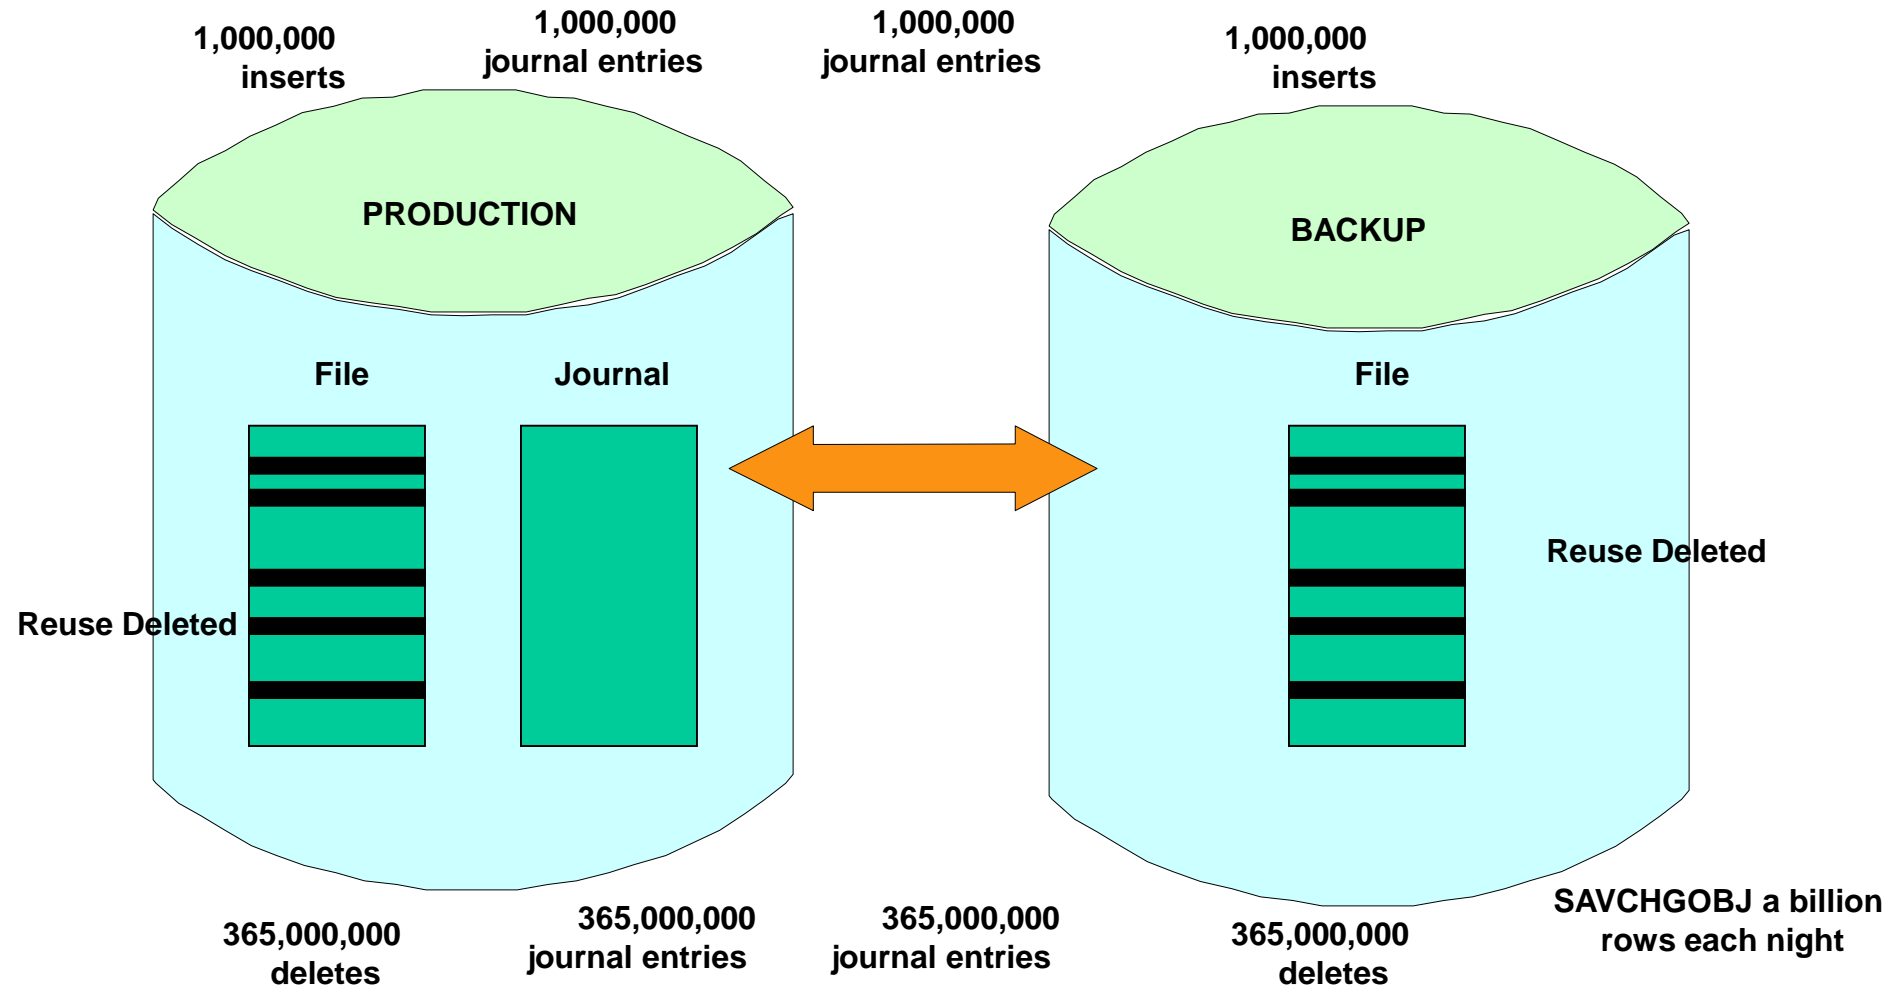 1,000,000
inserts
1,000,000
journal entries
1,000,000
journal entries
1,000,000
inserts
PRODUCTION
BACKUP
File
Journal
File
Reuse Deleted
Reuse Deleted
365,000,000
deletes
365,000,000
journal entries
365,000,000
journal entries
365,000,000
deletes
SAVCHGOBJ a billion
rows each night